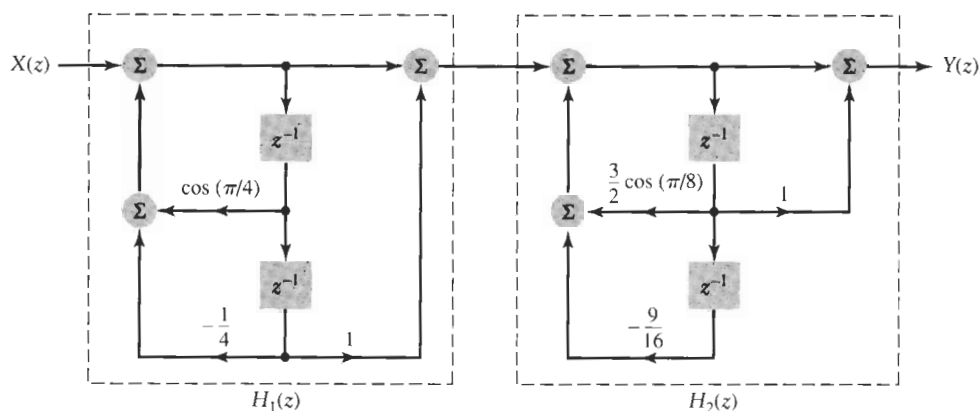 X(z) Σ Σ Σ Σ Y(z)
z⁻¹ z⁻¹
cos (π/4) 3/2 cos (π/8) 1
Σ Σ
z⁻¹ z⁻¹
-1/4 1 -9/16
H₁(z) H₂(z)